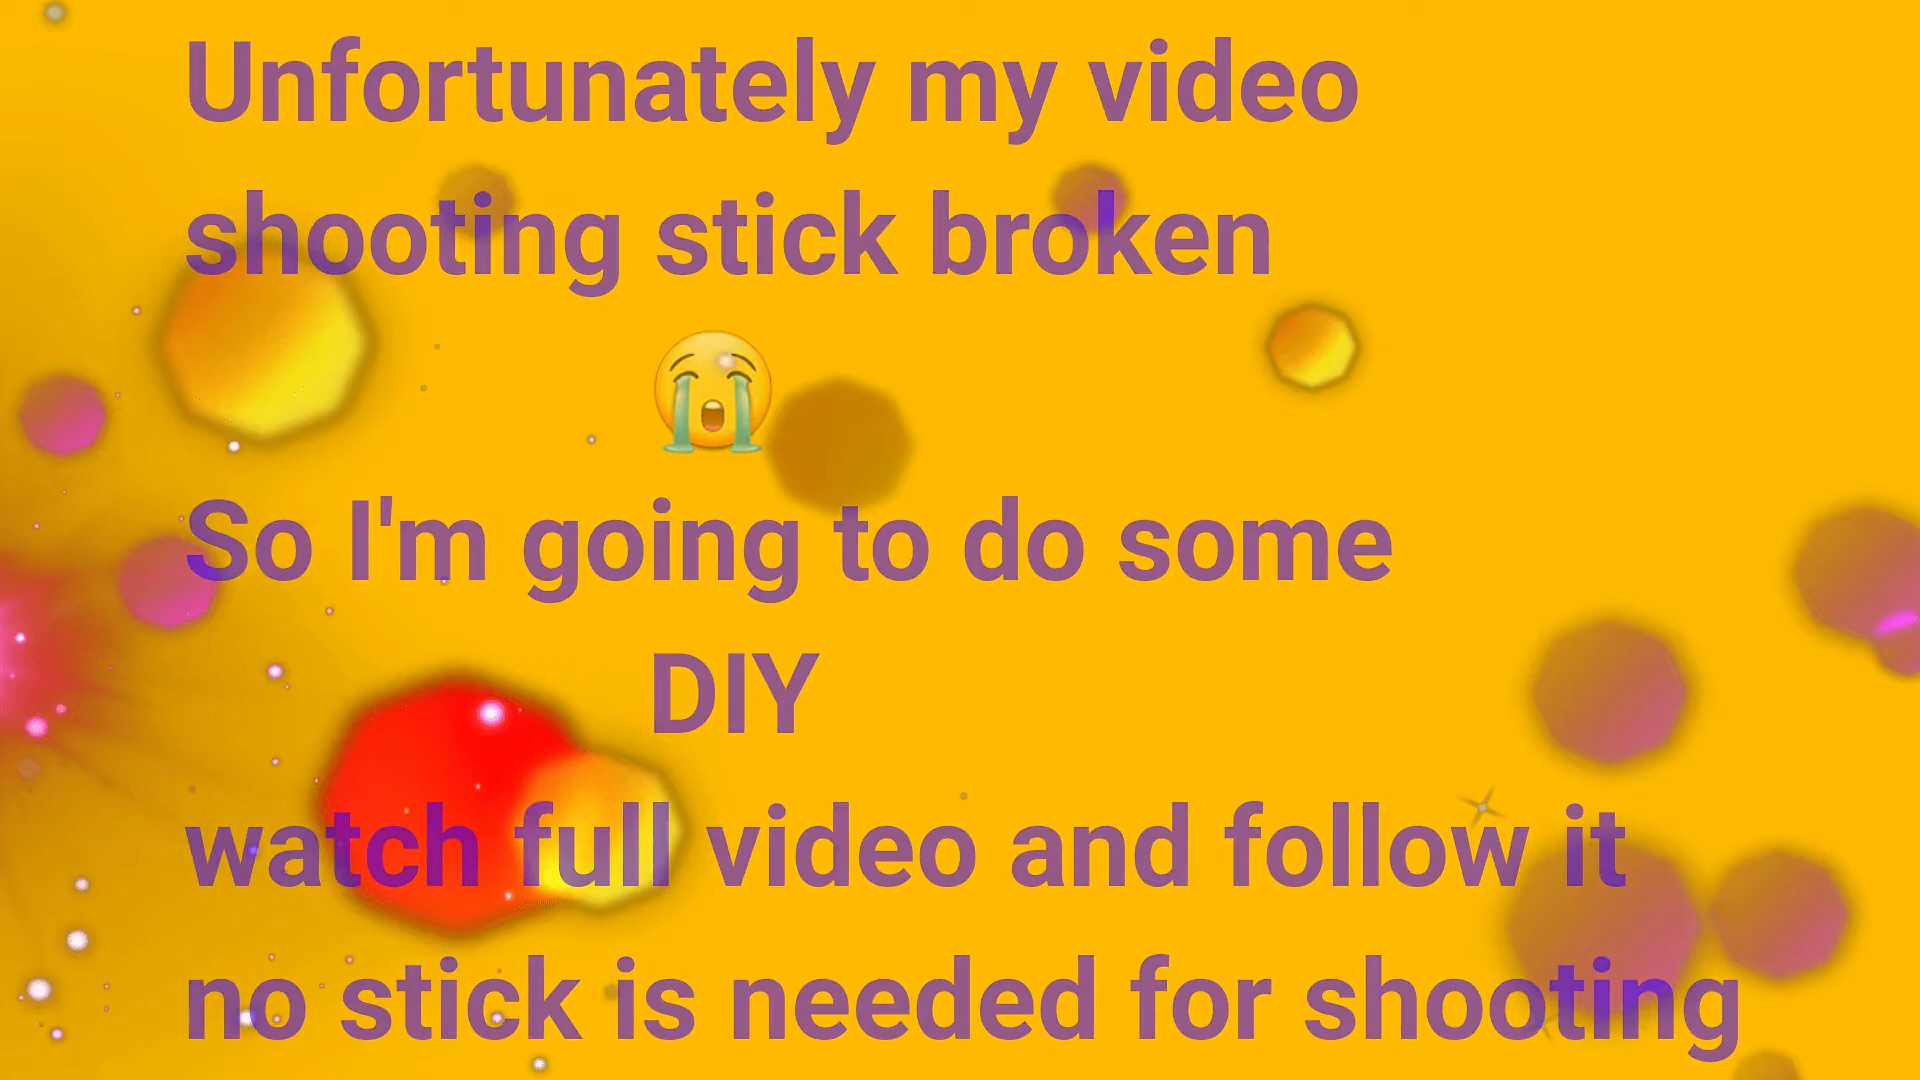 Unfortunately my video
shooting stick broken
😭
So I'm going to do some
DIY
watch full video and follow it
no stick is needed for shooting